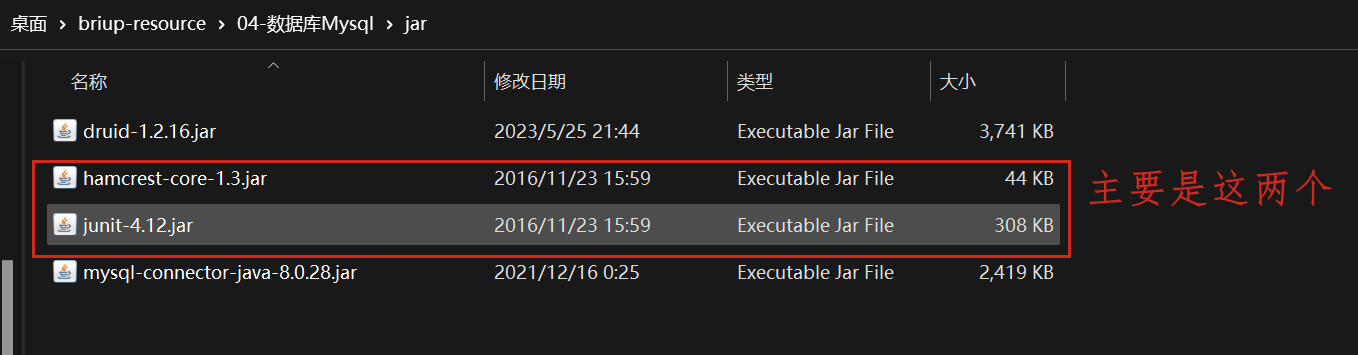 桌面 › briup-resource › 04-数据库Mysql › jar
名称 修改日期 类型 大小
druid-1.2.16.jar 2023/5/25 21:44 Executable Jar File 3,741 KB
hamcrest-core-1.3.jar 2016/11/23 15:59 Executable Jar File 44 KB
主要是这两个
junit-4.12.jar 2016/11/23 15:59 Executable Jar File 308 KB
mysql-connector-java-8.0.28.jar 2021/12/16 0:25 Executable Jar File 2,419 KB